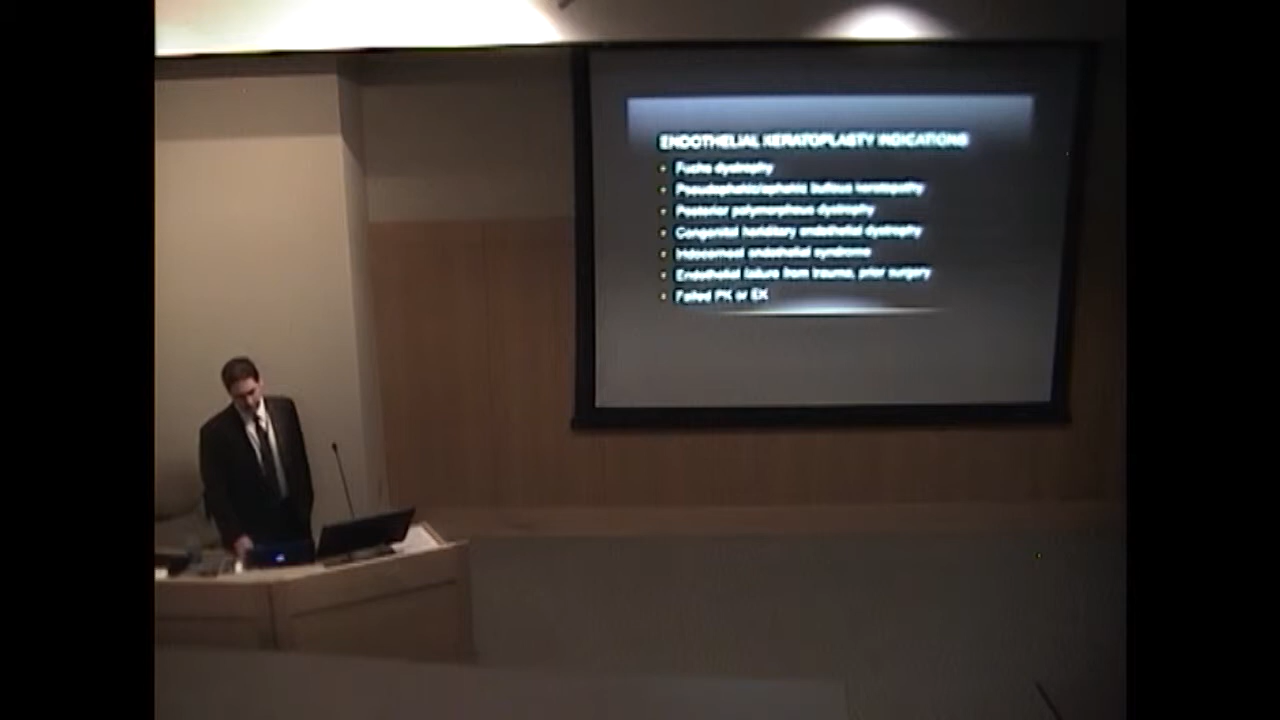 ENDOTHELIAL KERATOPLASTY INDICATIONS
Fuchs dystrophy
Pseudophakic/aphakic bullous keratopathy
Posterior polymorphous dystrophy
Congenital heriditary endothelial dystrophy
Iridocorneal endothelial syndrome
Endothelial failure from trauma, prior surgery
Failed PK or EK